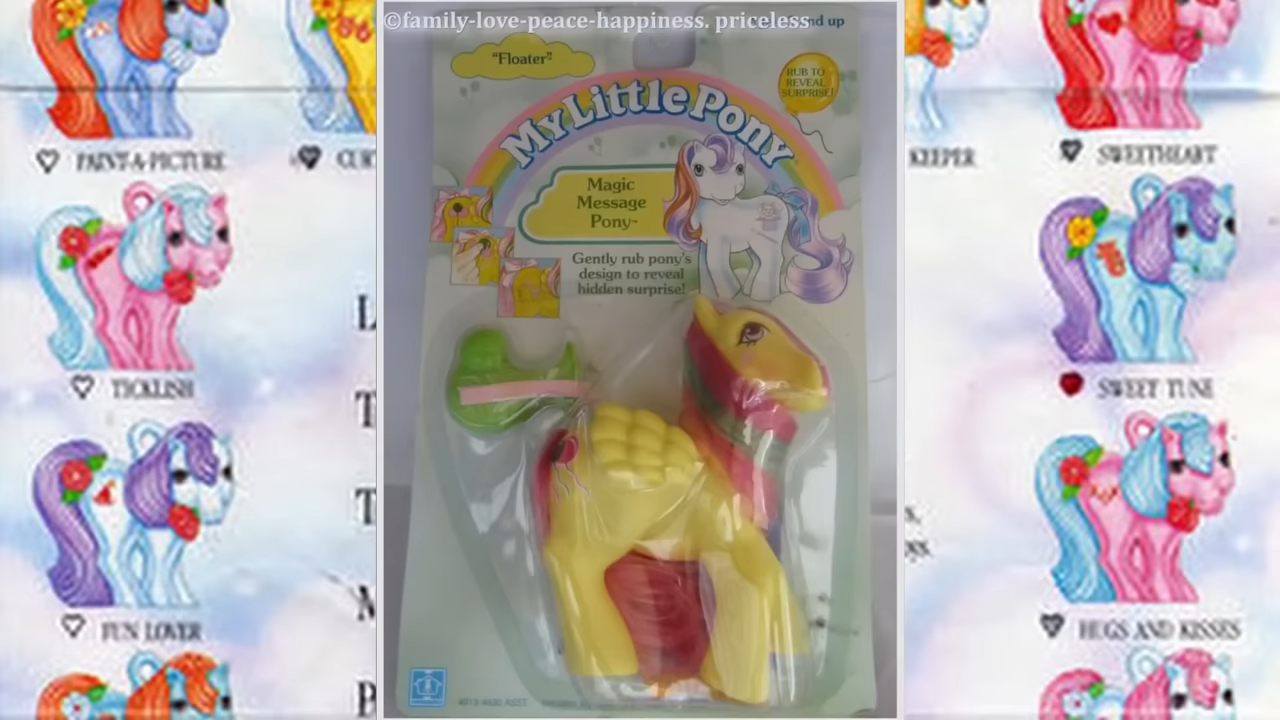 ©family-love-peace-happiness. priceless
nd up
"Floater"
RUB TO
REVEAL
SURPRISE!
My Little Pony
Magic
Message
Pony™
Gently rub pony's
design to reveal
hidden surprise!
PAINT-A-PICTURE
TICKLISH
FUN LOVER
KEEPER
SWEETHEART
SWEET TUNE
HUGS AND KISSES